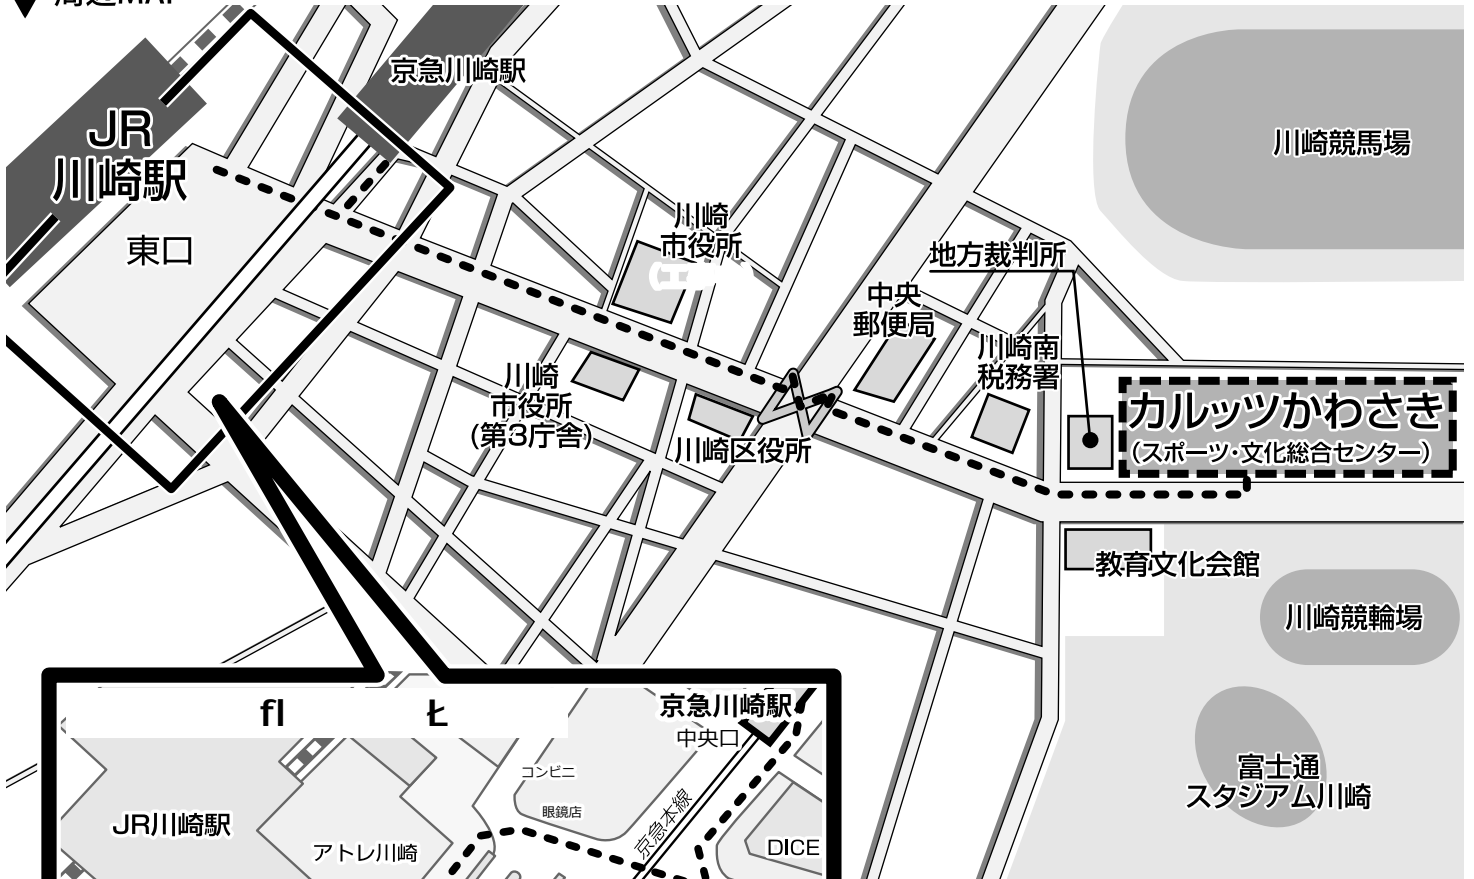 周辺MAP
京急川崎駅
JR
川崎駅
東口
川崎
市役所
川崎競馬場
地方裁判所
中央
郵便局
川崎南
税務署
川崎
市役所
(第3庁舎)
川崎区役所
カルッツかわさき
(スポーツ・文化総合センター)
教育文化会館
川崎競輪場
富士通
スタジアム川崎
fl Ł
京急川崎駅
中央口
コンビニ
眼鏡店
京急本線
JR川崎駅
アトレ川崎
DICE